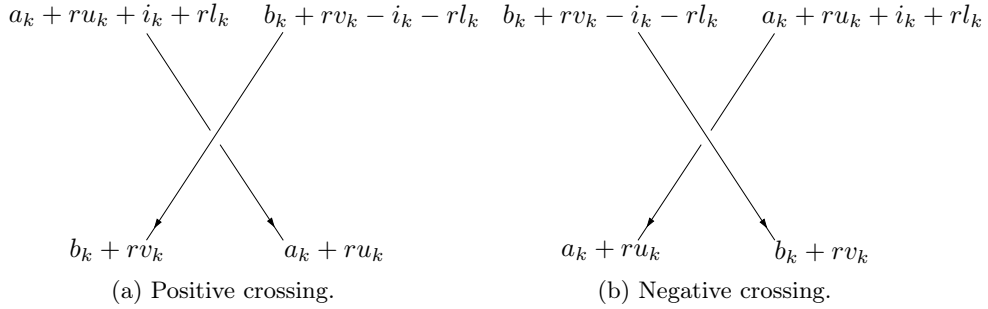 a_k + ru_k + i_k + rl_k b_k + rv_k − i_k − rl_k b_k + rv_k − i_k − rl_k a_k + ru_k + i_k + rl_k
b_k + rv_k a_k + ru_k a_k + ru_k b_k + rv_k
(a) Positive crossing. (b) Negative crossing.